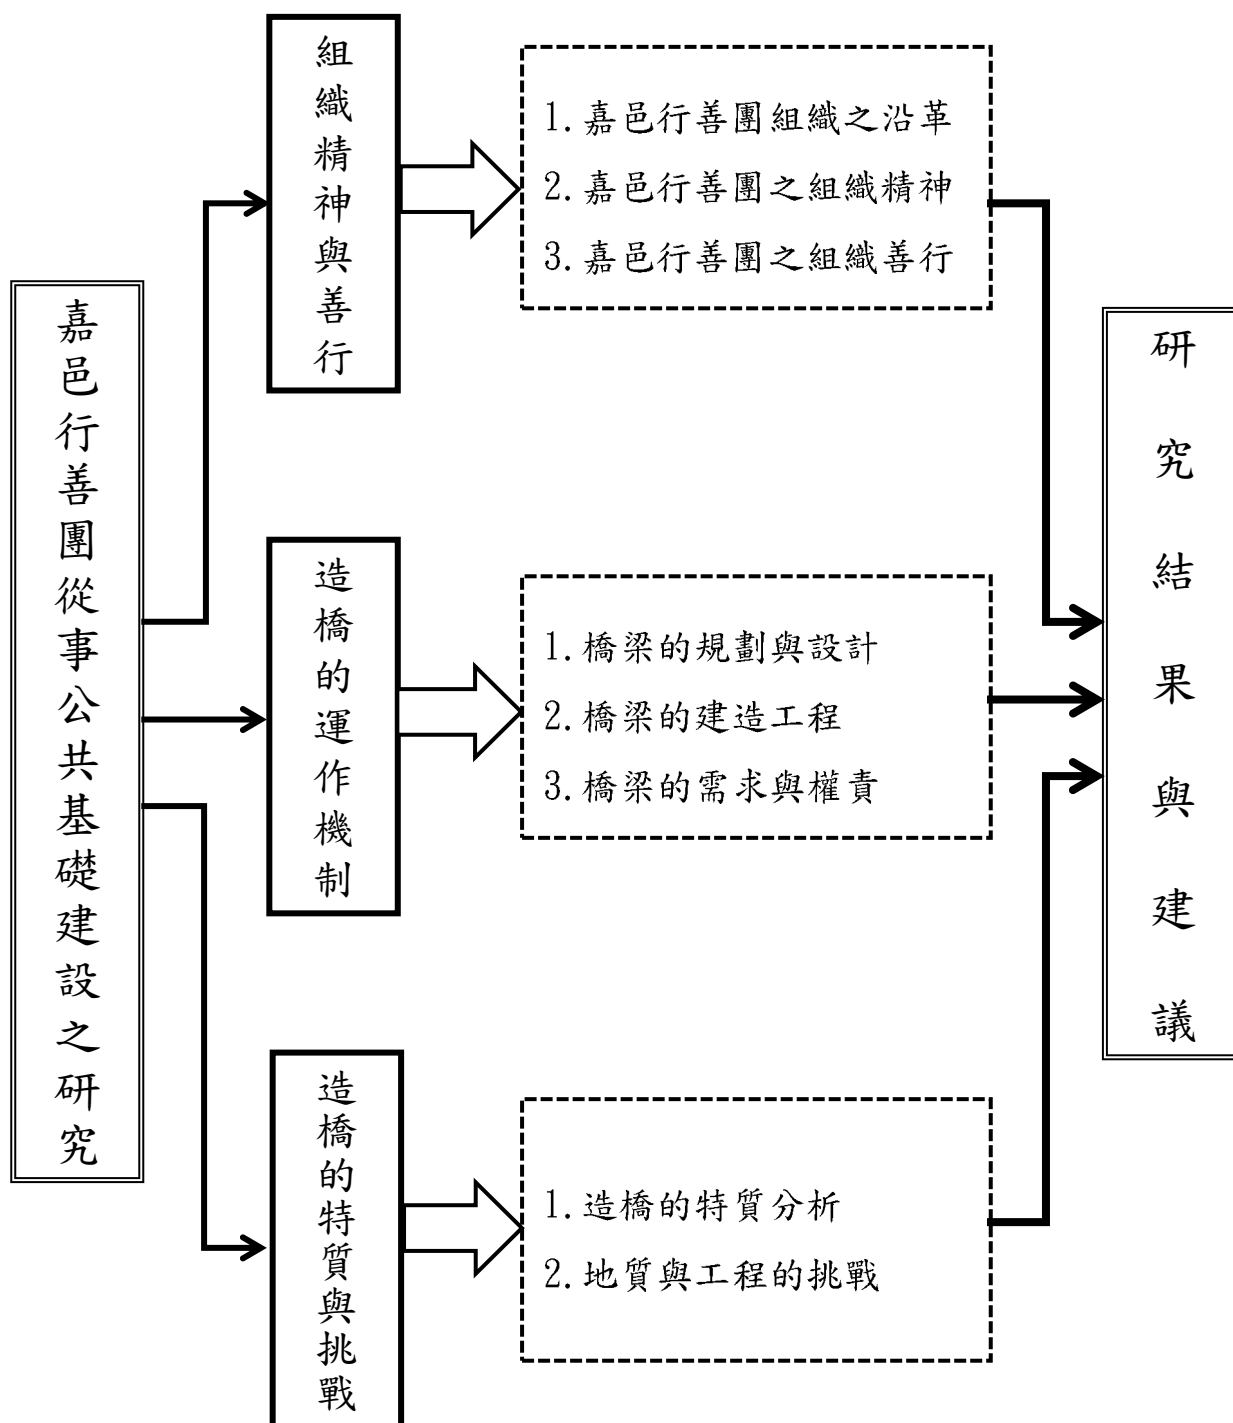 嘉邑行善團從事公共基礎建設之研究
組織精神與善行
1. 嘉邑行善團組織之沿革
2. 嘉邑行善團之組織精神
3. 嘉邑行善團之組織善行
造橋的運作機制
1. 橋梁的規劃與設計
2. 橋梁的建造工程
3. 橋梁的需求與權責
造橋的特質與挑戰
1. 造橋的特質分析
2. 地質與工程的挑戰
研究結果與建議